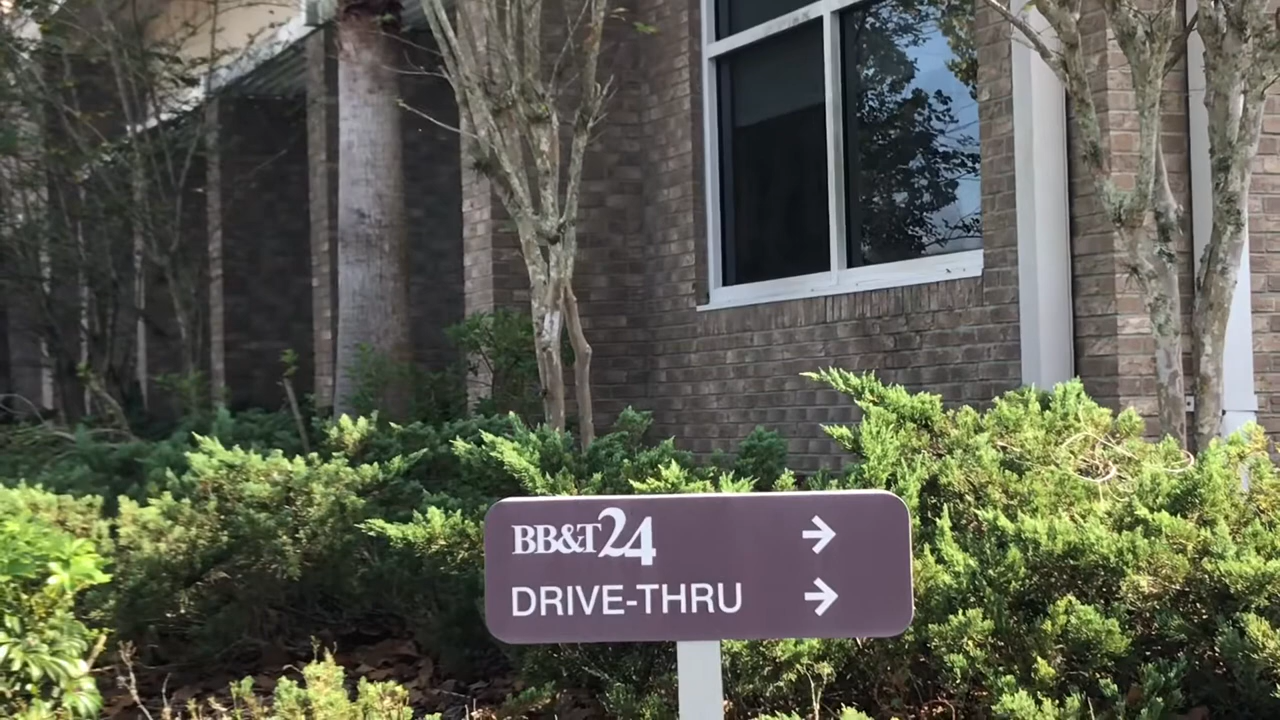 BB&T24 →
DRIVE-THRU →